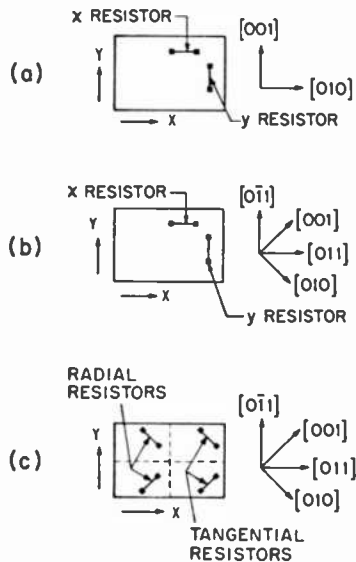 (a)
x RESISTOR
Y
X
y RESISTOR
[001]
[010]
(b)
x RESISTOR
Y
X
y RESISTOR
[01̅1]
[001]
[011]
[010]
(c)
RADIAL
RESISTORS
Y
X
TANGENTIAL
RESISTORS
[01̅1]
[001]
[011]
[010]